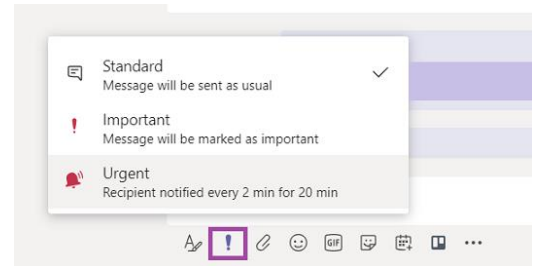 Standard
Message will be sent as usual
Important
Message will be marked as important
Urgent
Recipient notified every 2 min for 20 min
GIF